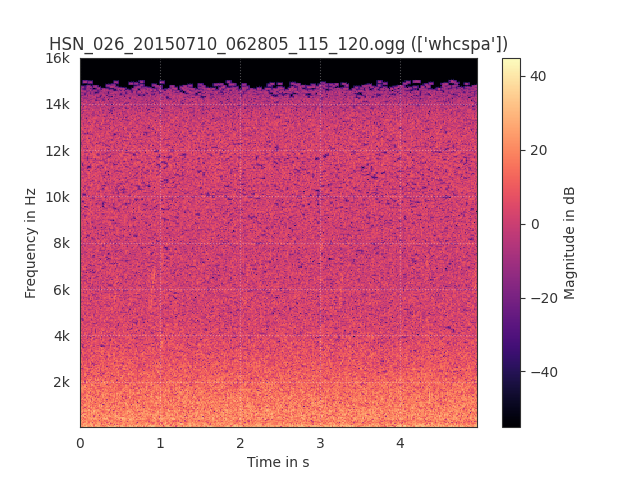 HSN_026_20150710_062805_115_120.ogg (['whcspa'])
16k
14k
12k
10k
8k
6k
4k
2k
Frequency in Hz
0 1 2 3 4
Time in s
40
20
0
−20
−40
Magnitude in dB